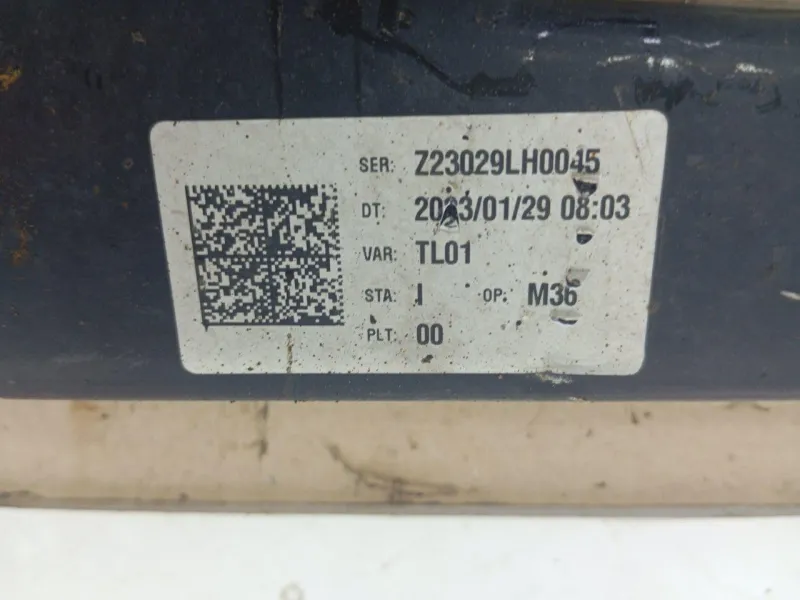 SER: Z23029LH0045
DT: 2023/01/29 08:03
VAR: TL01
STA: I OP: M36
PLT: 00